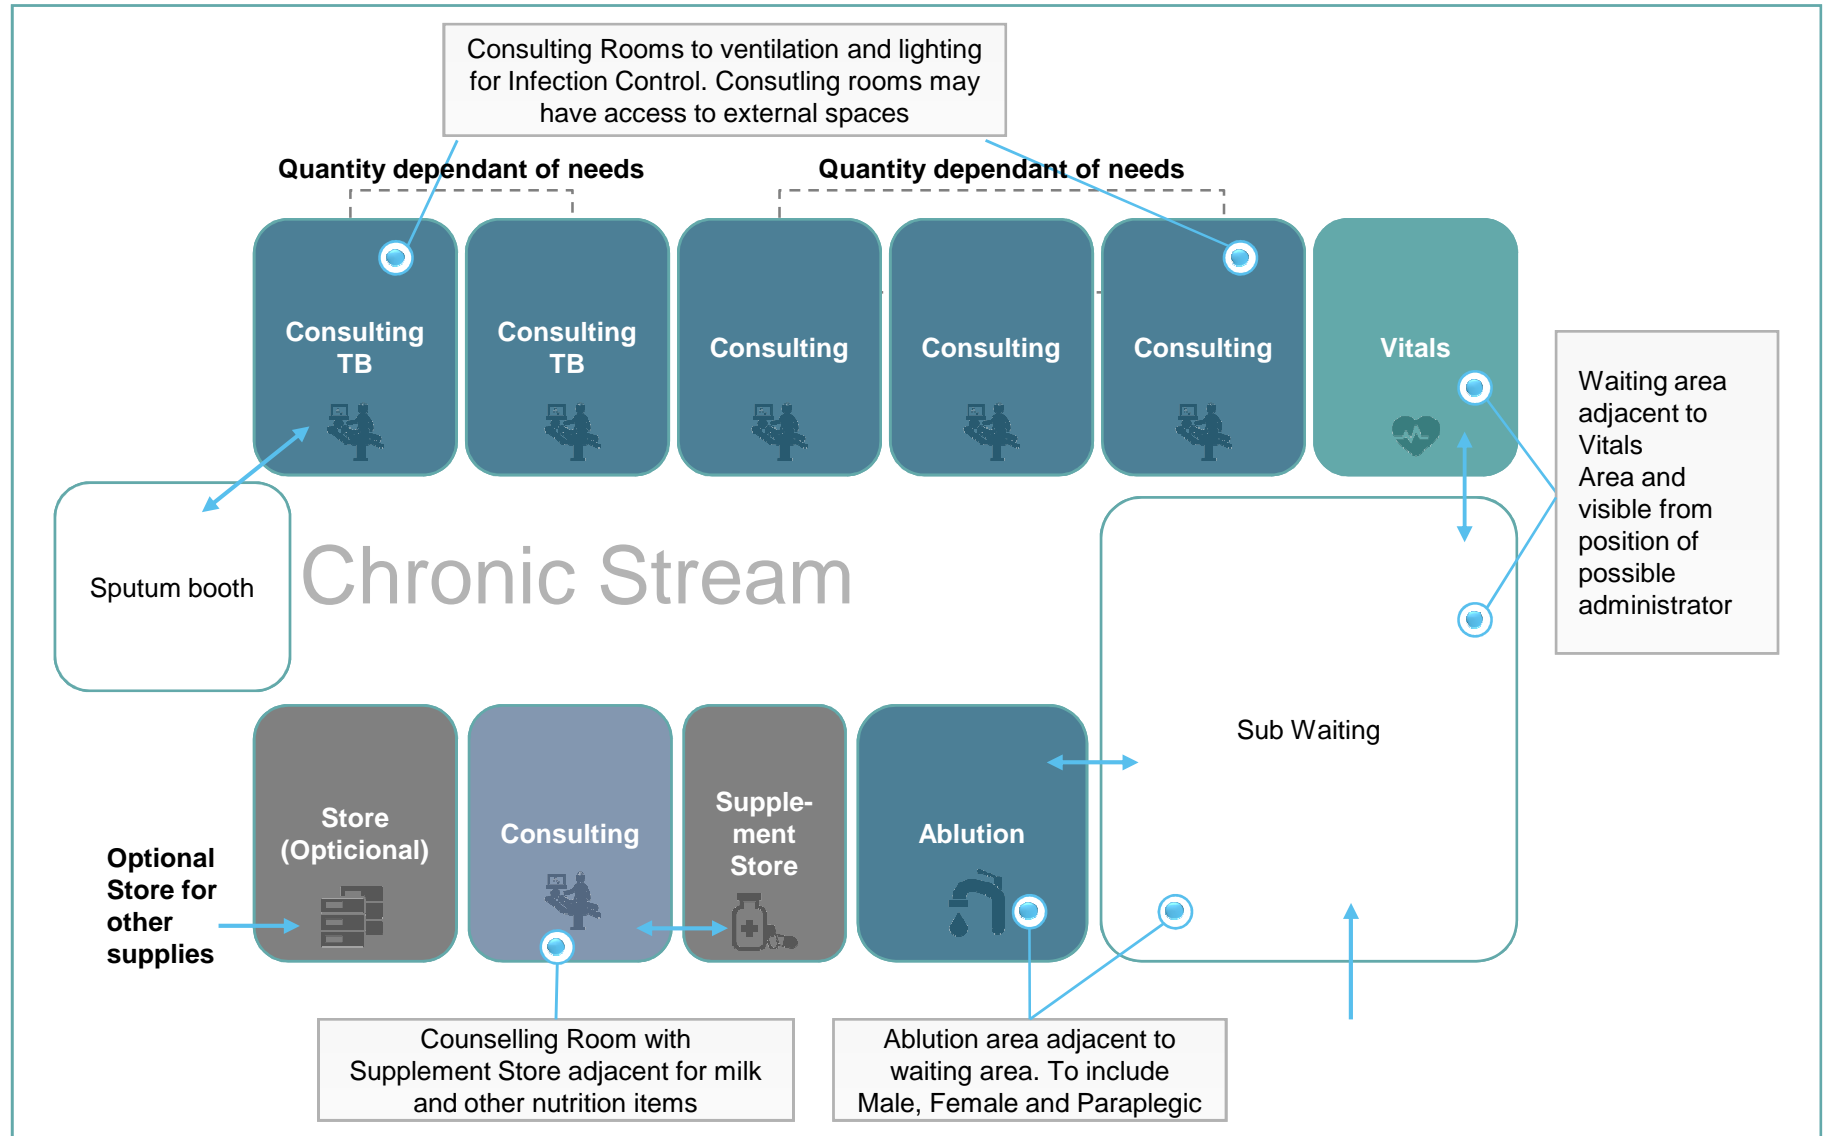 Consulting Rooms to ventilation and lighting
for Infection Control. Consutling rooms may
have access to external spaces
Quantity dependant of needs
Quantity dependant of needs
Consulting
TB
Consulting
TB
Consulting
Consulting
Consulting
Vitals
Waiting area
adjacent to
Vitals
Area and
visible from
position of
possible
administrator
Sputum booth
Chronic Stream
Sub Waiting
Optional
Store for
other
supplies
Store
(Opticional)
Consulting
Supple-
ment
Store
Ablution
Counselling Room with
Supplement Store adjacent for milk
and other nutrition items
Ablution area adjacent to
waiting area. To include
Male, Female and Paraplegic